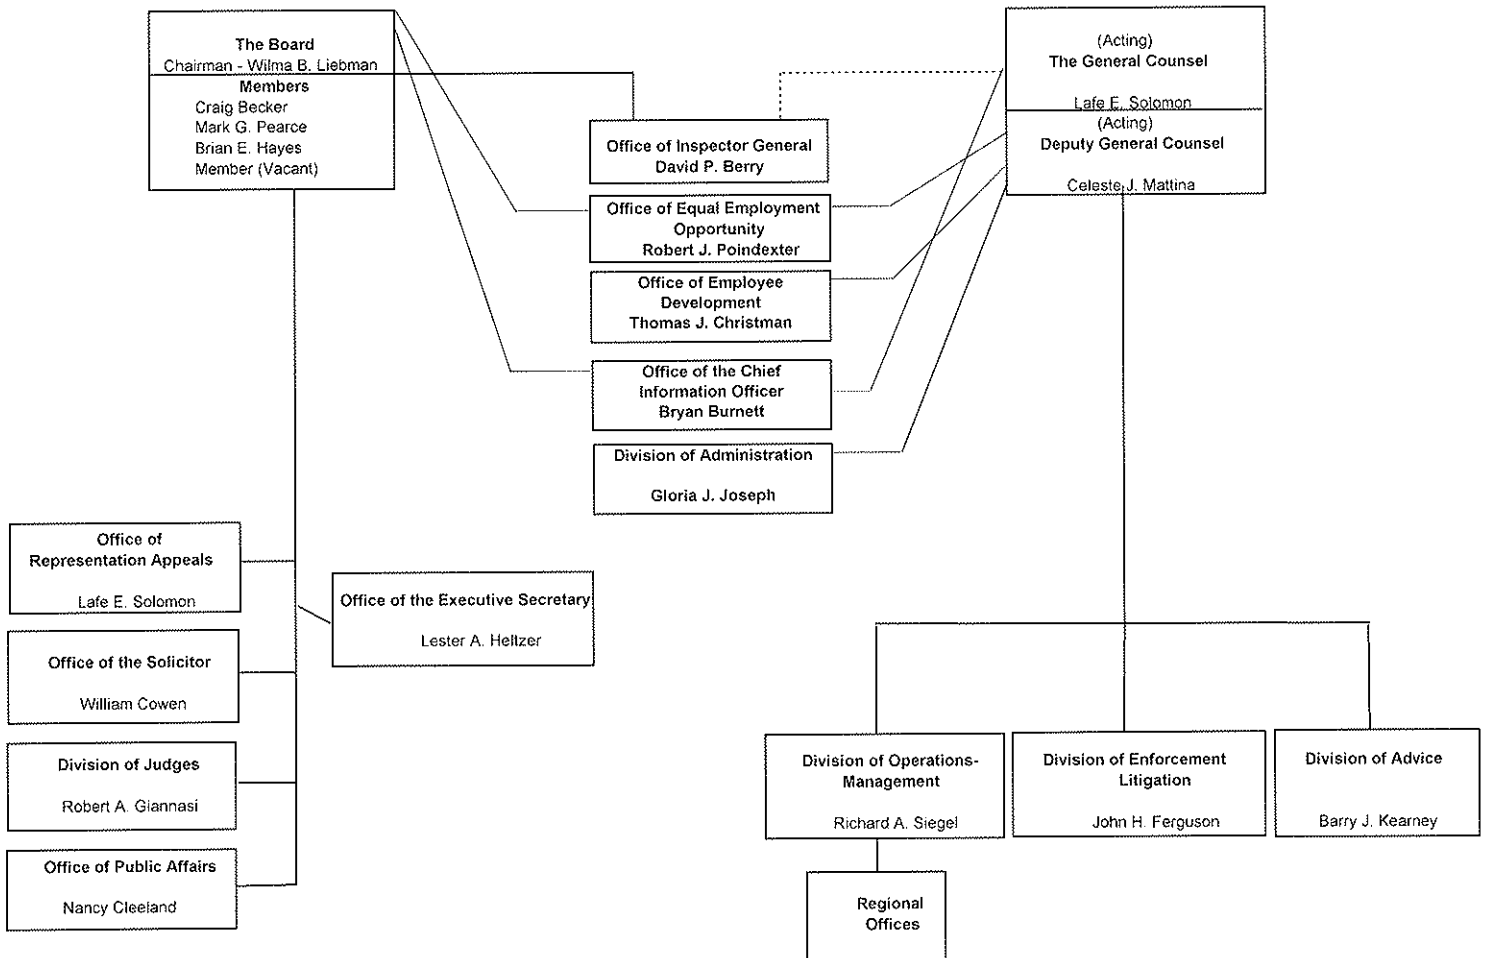 The Board
Chairman - Wilma B. Liebman
Members
Craig Becker
Mark G. Pearce
Brian E. Hayes
Member (Vacant)
(Acting)
The General Counsel
Lafe E. Solomon
(Acting)
Deputy General Counsel
Celeste J. Mattina
Office of Inspector General
David P. Berry
Office of Equal Employment
Opportunity
Robert J. Poindexter
Office of Employee
Development
Thomas J. Christman
Office of the Chief
Information Officer
Bryan Burnett
Division of Administration
Gloria J. Joseph
Office of
Representation Appeals
Lafe E. Solomon
Office of the Executive Secretary
Lester A. Heltzer
Office of the Solicitor
William Cowen
Division of Judges
Robert A. Giannasi
Office of Public Affairs
Nancy Cleeland
Division of Operations-
Management
Richard A. Siegel
Division of Enforcement
Litigation
John H. Ferguson
Division of Advice
Barry J. Kearney
Regional
Offices